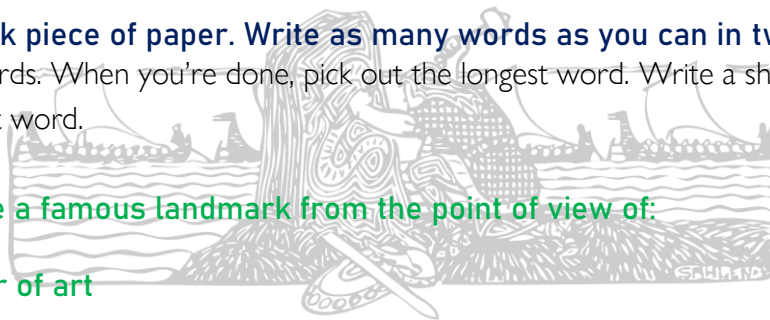 k piece of paper. Write as many words as you can in tw
rds. When you're done, pick out the longest word. Write a sh
t word.
e a famous landmark from the point of view of:
r of art